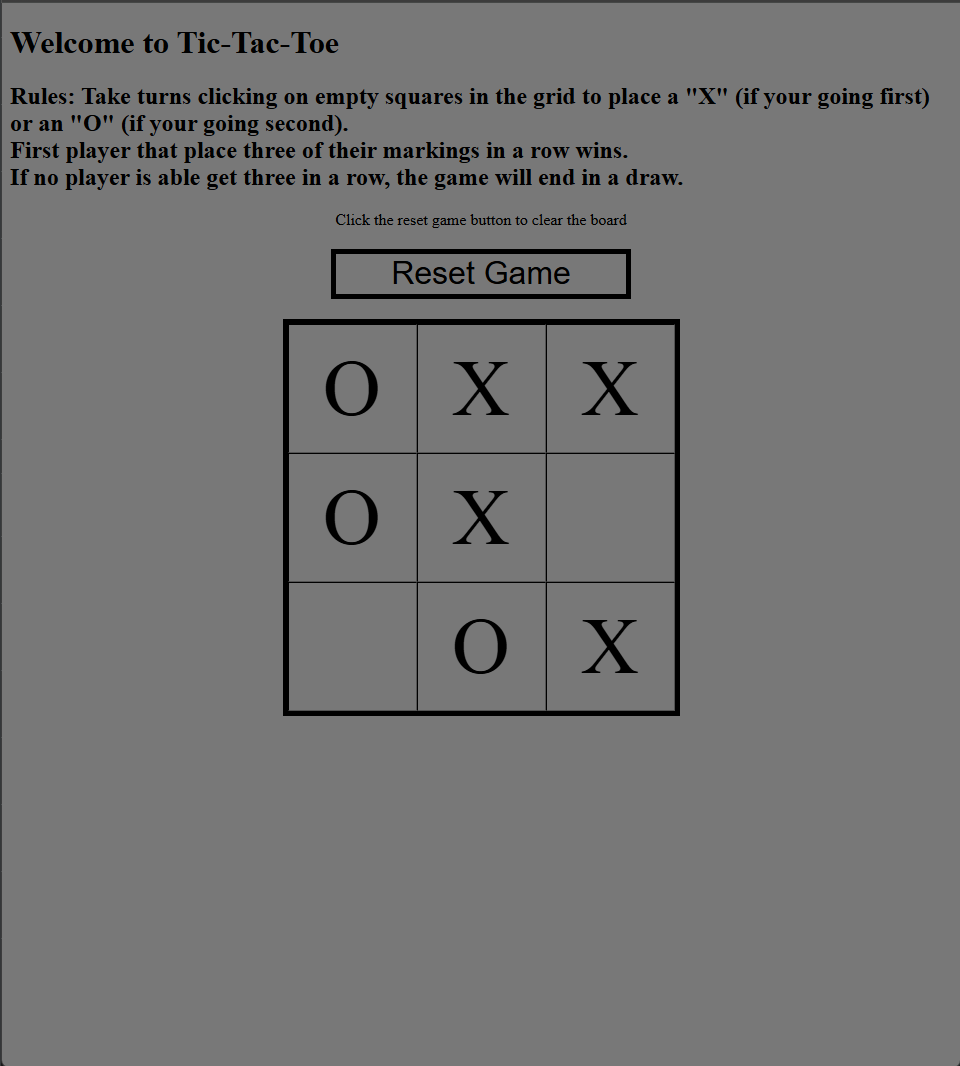 Welcome to Tic-Tac-Toe
Rules: Take turns clicking on empty squares in the grid to place a "X" (if your going first)
or an "O" (if your going second).
First player that place three of their markings in a row wins.
If no player is able get three in a row, the game will end in a draw.
Click the reset game button to clear the board
Reset Game
O X X
O X
O X